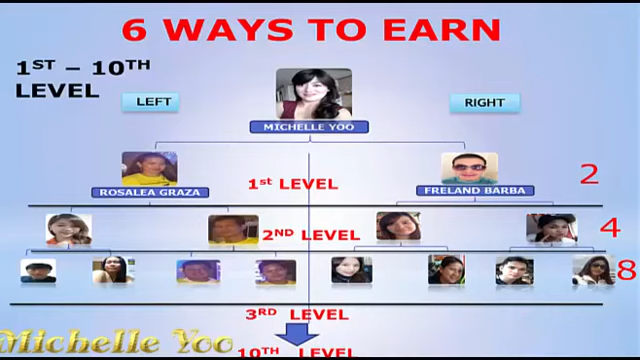 6 WAYS TO EARN
1ST – 10TH
LEVEL
LEFT
RIGHT
MICHELLE YOO
ROSALEA GRAZA
1st LEVEL
FRELAND BARBA
2
2ND LEVEL
4
8
3RD LEVEL
Michelle Yoo
10TH LEVEL